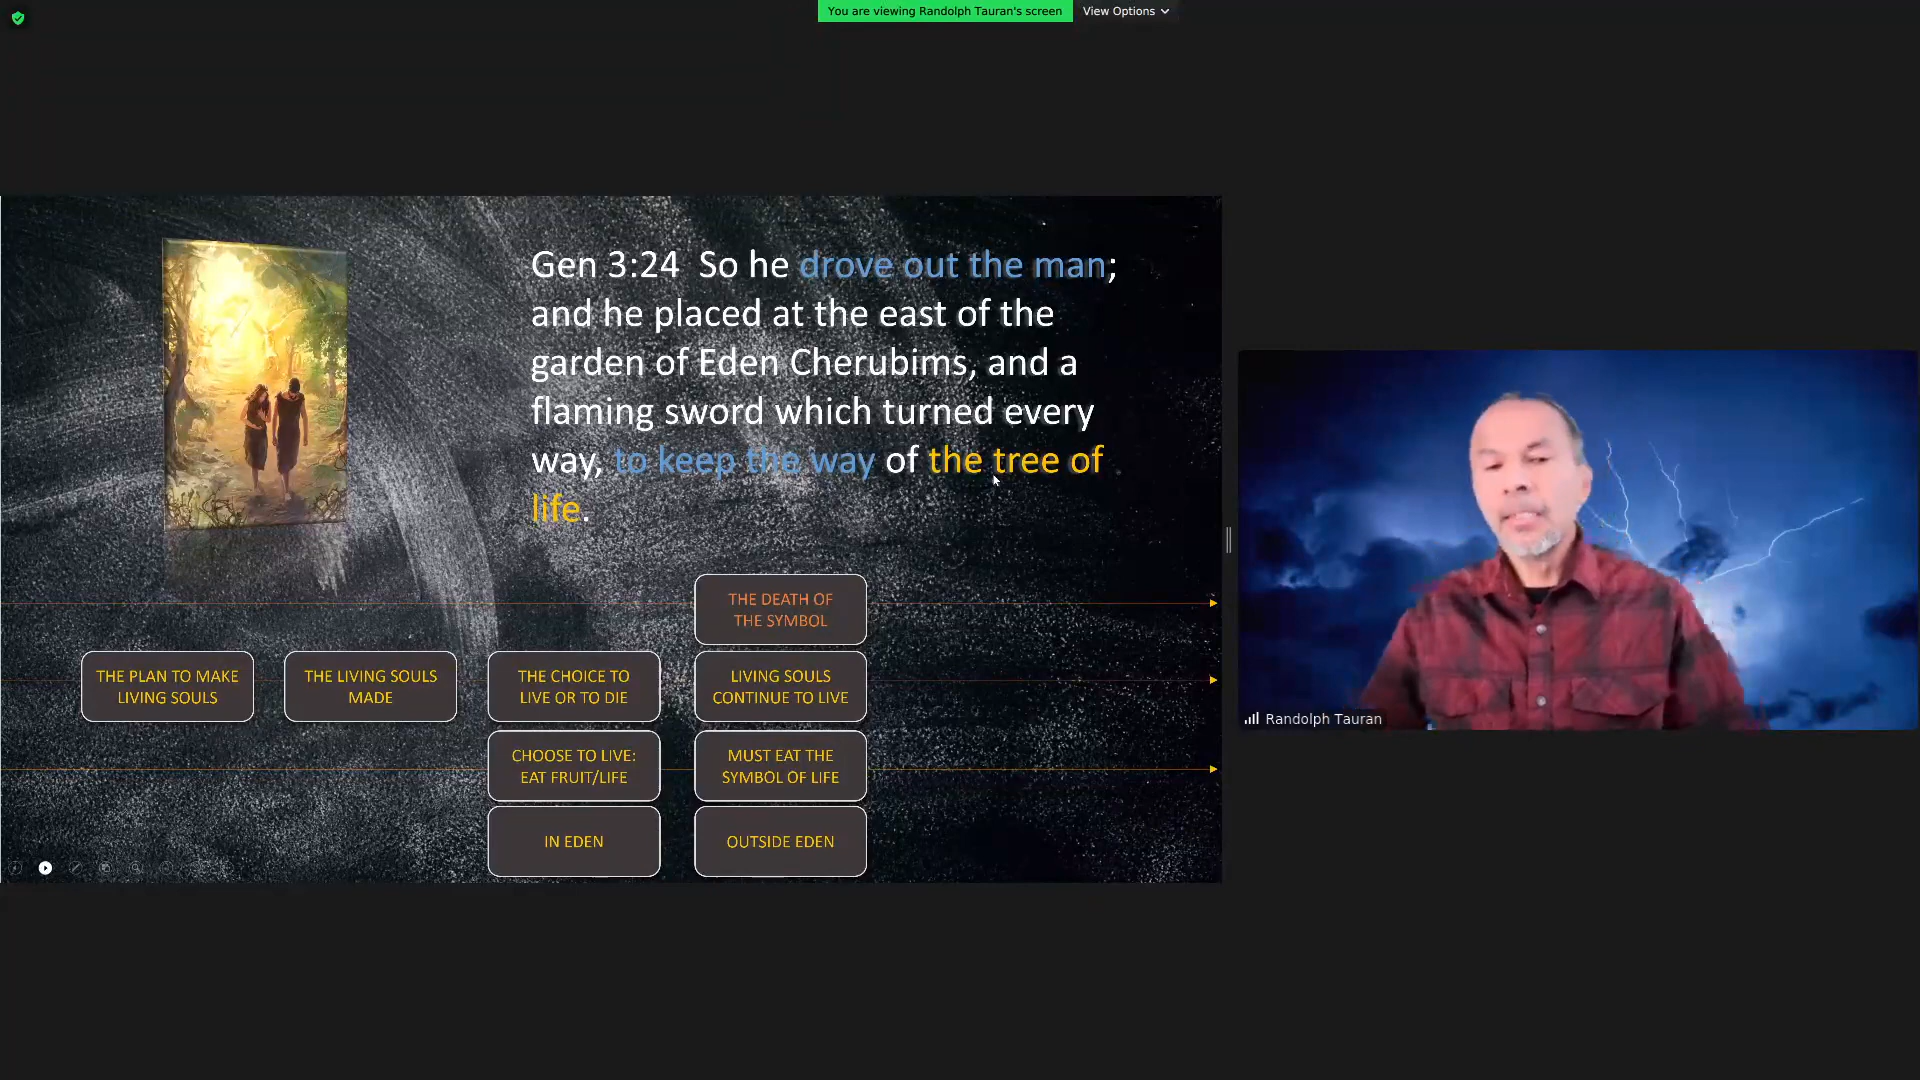 You are viewing Randolph Tauran's screen
View Options
Gen 3:24  So he drove out the man;
and he placed at the east of the
garden of Eden Cherubims, and a
flaming sword which turned every
way, to keep the way of the tree of
life.
THE DEATH OF
THE SYMBOL
THE PLAN TO MAKE
LIVING SOULS
THE LIVING SOULS
MADE
THE CHOICE TO
LIVE OR TO DIE
LIVING SOULS
CONTINUE TO LIVE
CHOOSE TO LIVE:
EAT FRUIT/LIFE
MUST EAT THE
SYMBOL OF LIFE
IN EDEN
OUTSIDE EDEN
Randolph Tauran